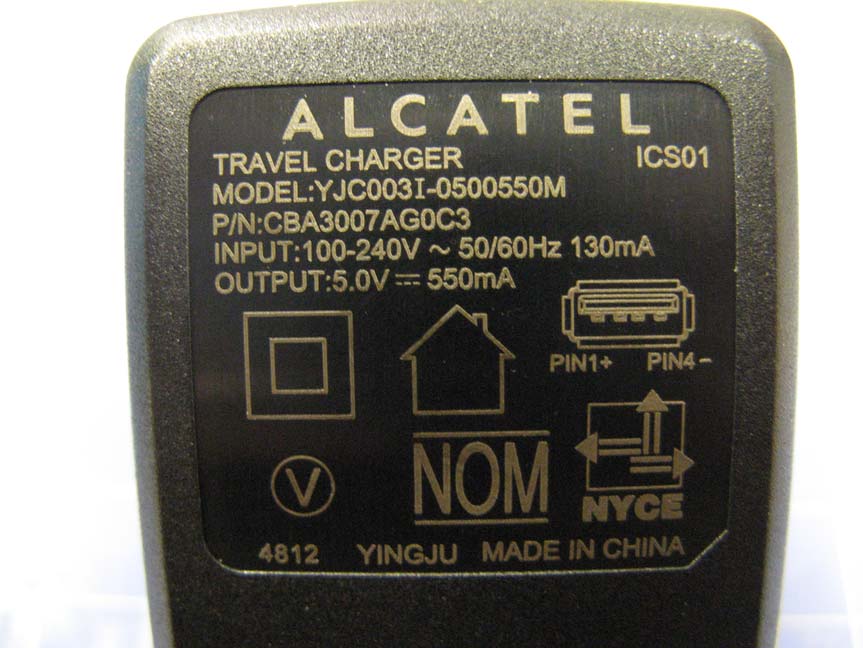 ALCATEL
TRAVEL CHARGER ICS01
MODEL:YJC003I-0500550M
P/N:CBA3007AG0C3
INPUT:100-240V ~ 50/60Hz 130mA
OUTPUT:5.0V ⎓ 550mA
PIN1+ PIN4-
V NOM NYCE
4812 YINGJU MADE IN CHINA